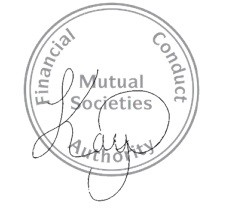 Financial Conduct
Mutual
Societies
Authority